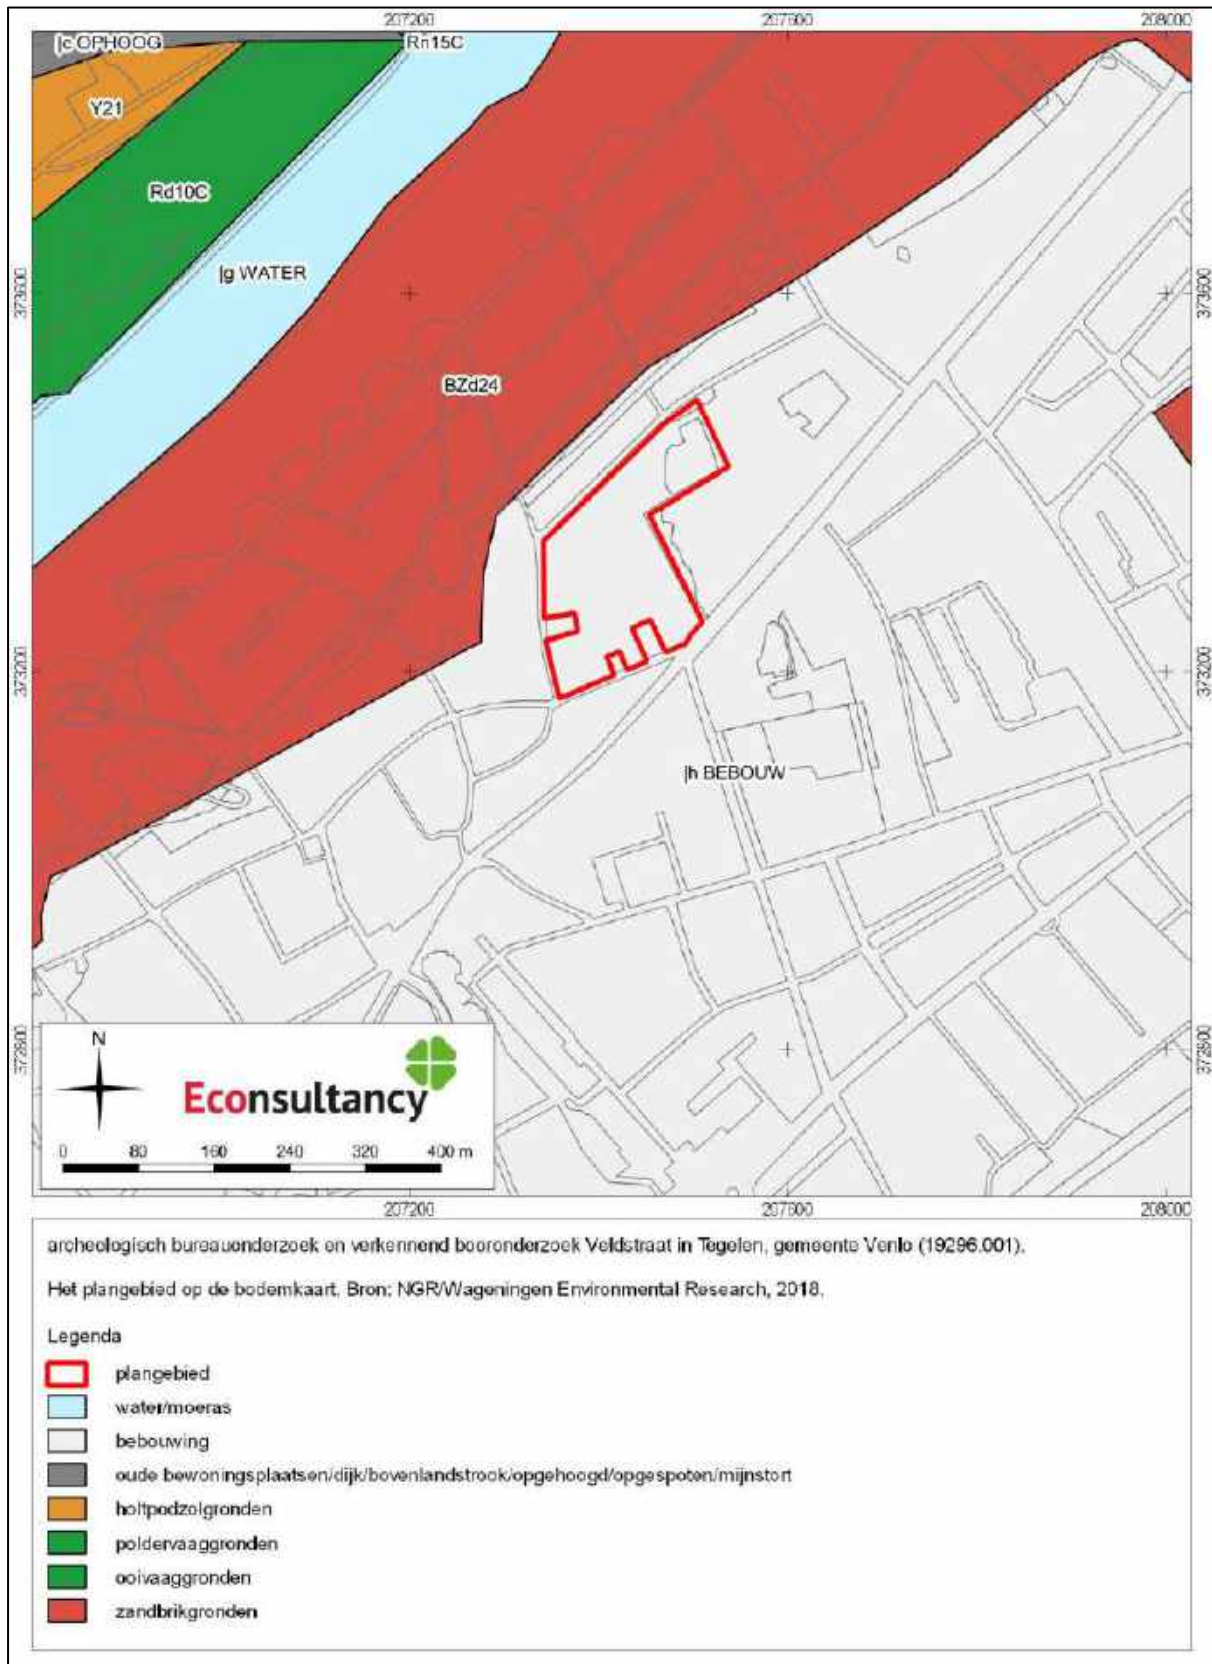 207200 207600 208000
|c OPHOOG
Rn15C
Y21
Rd10C
|g WATER
373600 373600
BZd24
373200 373200
|h BEBOUW
372800 372800
N
Econsultancy
0 80 160 240 320 400 m
207200 207600 208000
archeologisch bureauonderzoek en verkennend booronderzoek Veldstraat in Tegelen, gemeente Venlo (19296.001).
Het plangebied op de bodemkaart. Bron: NGR/Wageningen Environmental Research, 2018.
Legenda
plangebied
water/moeras
bebouwing
oude bewoningsplaatsen/dijk/bovenlandstrook/opgehoogd/opgespoten/mijnstort
holtpodzolgronden
poldervaaggronden
ooivaaggronden
zandbrikgronden